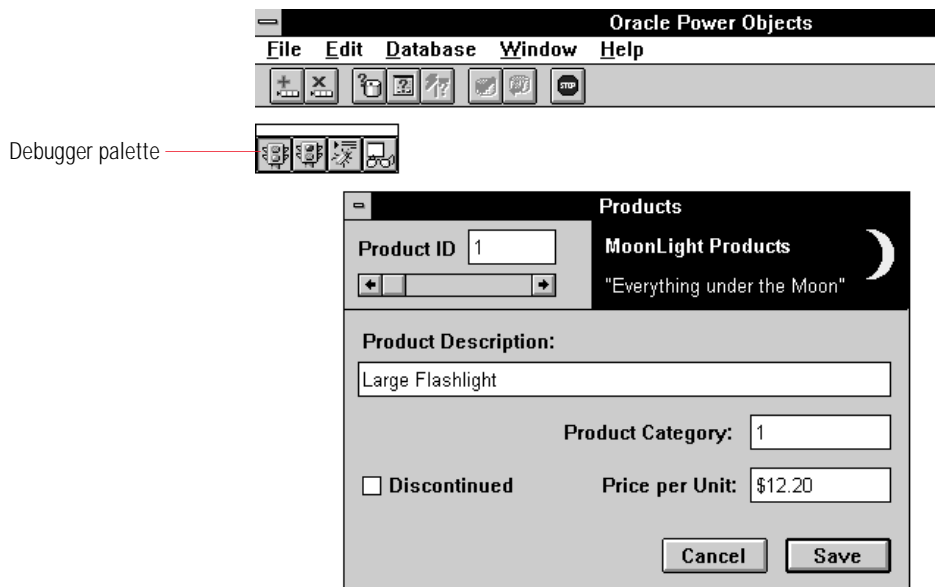 Oracle Power Objects
File Edit Database Window Help
STOP
Debugger palette
Products
Product ID 1
MoonLight Products
"Everything under the Moon"
Product Description:
Large Flashlight
Product Category: 1
Discontinued Price per Unit: $12.20
Cancel Save